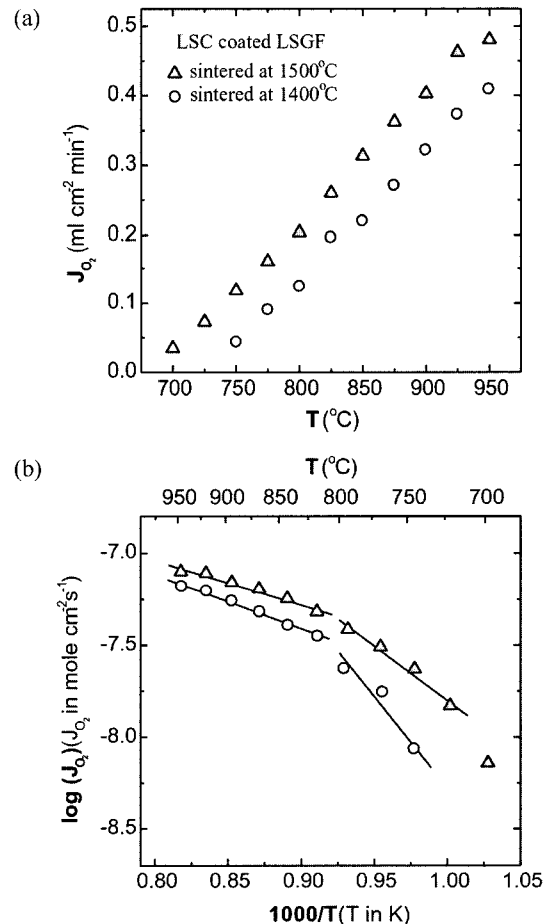 (a)
LSC coated LSGF
△ sintered at 1500°C
○ sintered at 1400°C
0.5
0.4
0.3
0.2
0.1
0.0
J_O₂ (ml cm⁻² min⁻¹)
700 750 800 850 900 950
T (°C)
(b)
T (°C)
950 900 850 800 750 700
-7.0
-7.5
-8.0
-8.5
log (J_O₂)(J_O₂ in mole cm⁻²s⁻¹)
0.80 0.85 0.90 0.95 1.00 1.05
1000/T(T in K)